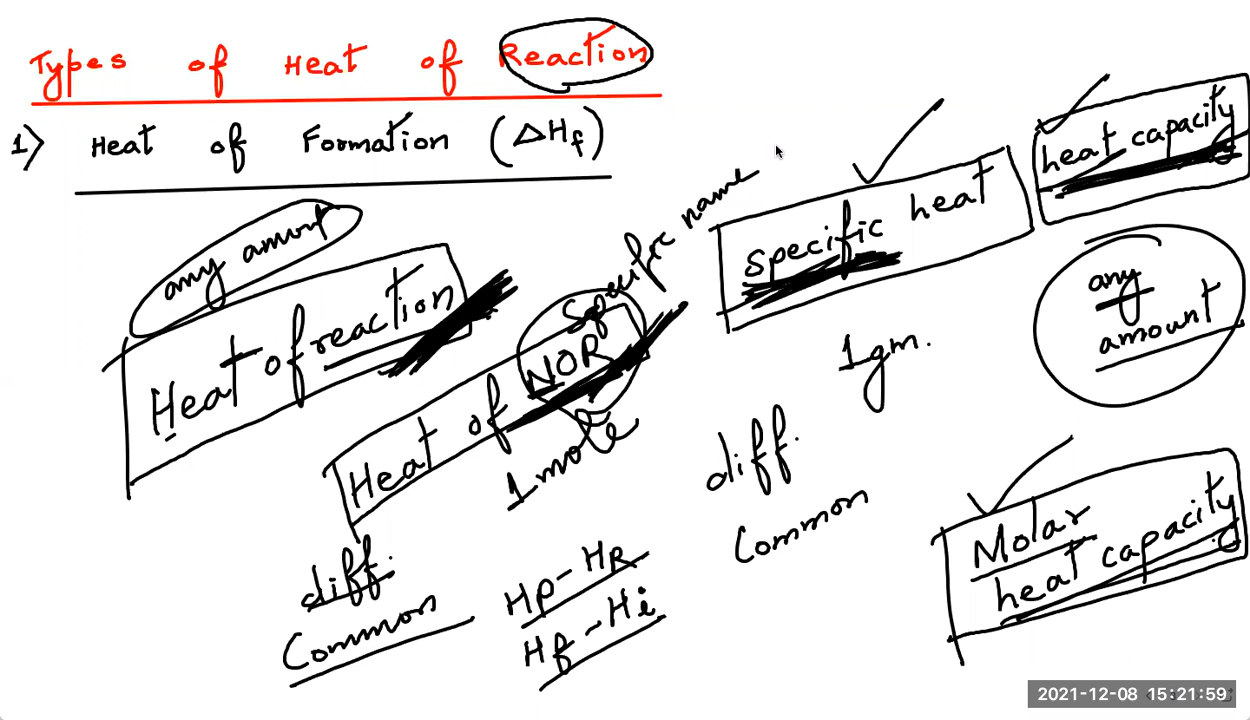 Types of Heat of Reaction
1) Heat of Formation (ΔHf)
any amount
Heat of reaction
Specific name
Heat of NOR
1 mole
diff.
Common
Hp - HR
Hf - Hi
specific heat
1gm.
diff.
Common
heat capacity
any
amount
Molar
heat capacity
2021-12-08 15:21:59